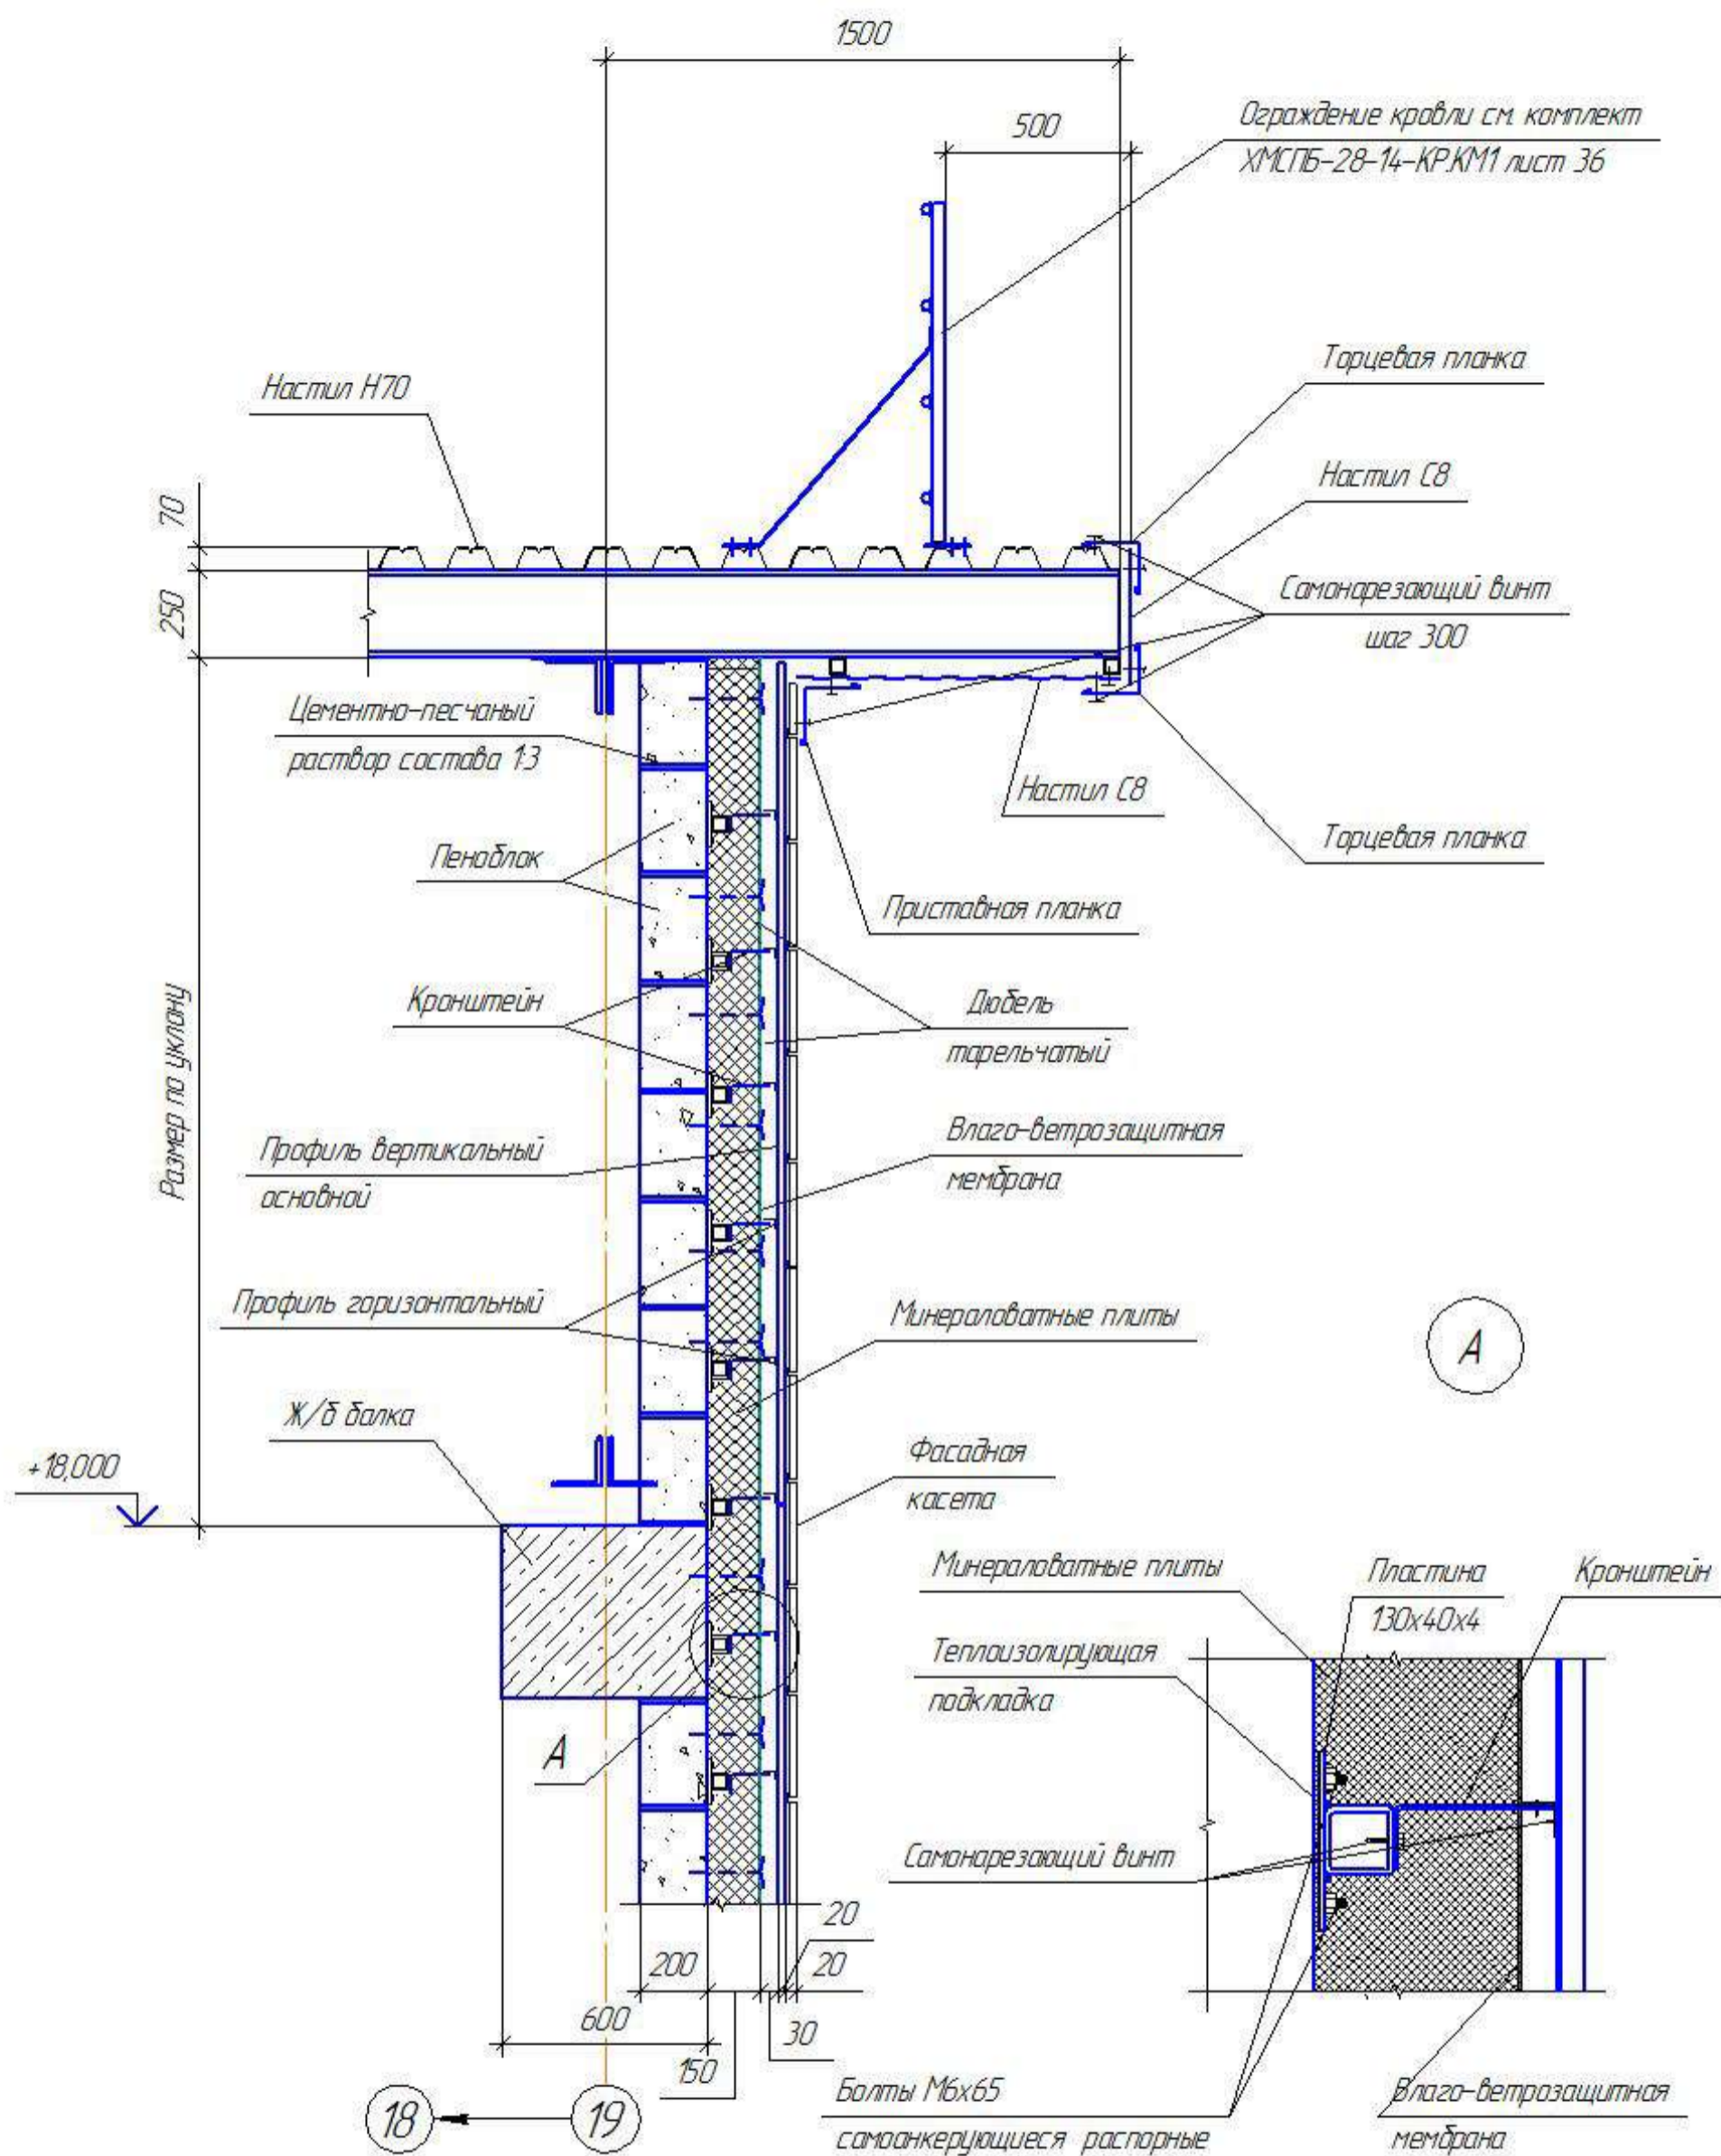 1500
500
Ограждение кровли см. комплект
ХМСПБ-28-14-КР.КМ1 лист 36
Торцевая планка
Настил Н70
Настил С8
70
250
Самонарезающий винт
шаг 300
Цементно-песчаный
раствор состава 1:3
Настил С8
Торцевая планка
Пеноблок
Приставная планка
Кронштейн
Дюбель
тарельчатый
Размер по уклону
Профиль вертикальный
основной
Влаго-ветрозащитная
мембрана
Профиль горизонтальный
Минераловатные плиты
А
Ж/б балка
+18,000
Фасадная
касета
Минераловатные плиты
Пластина
130х40х4
Кронштейн
Теплоизолирующая
подкладка
А
Самонарезающий винт
20
200
20
600
30
150
Болты М6х65
самоанкерующиеся распорные
Влаго-ветрозащитная
мембрана
18
19